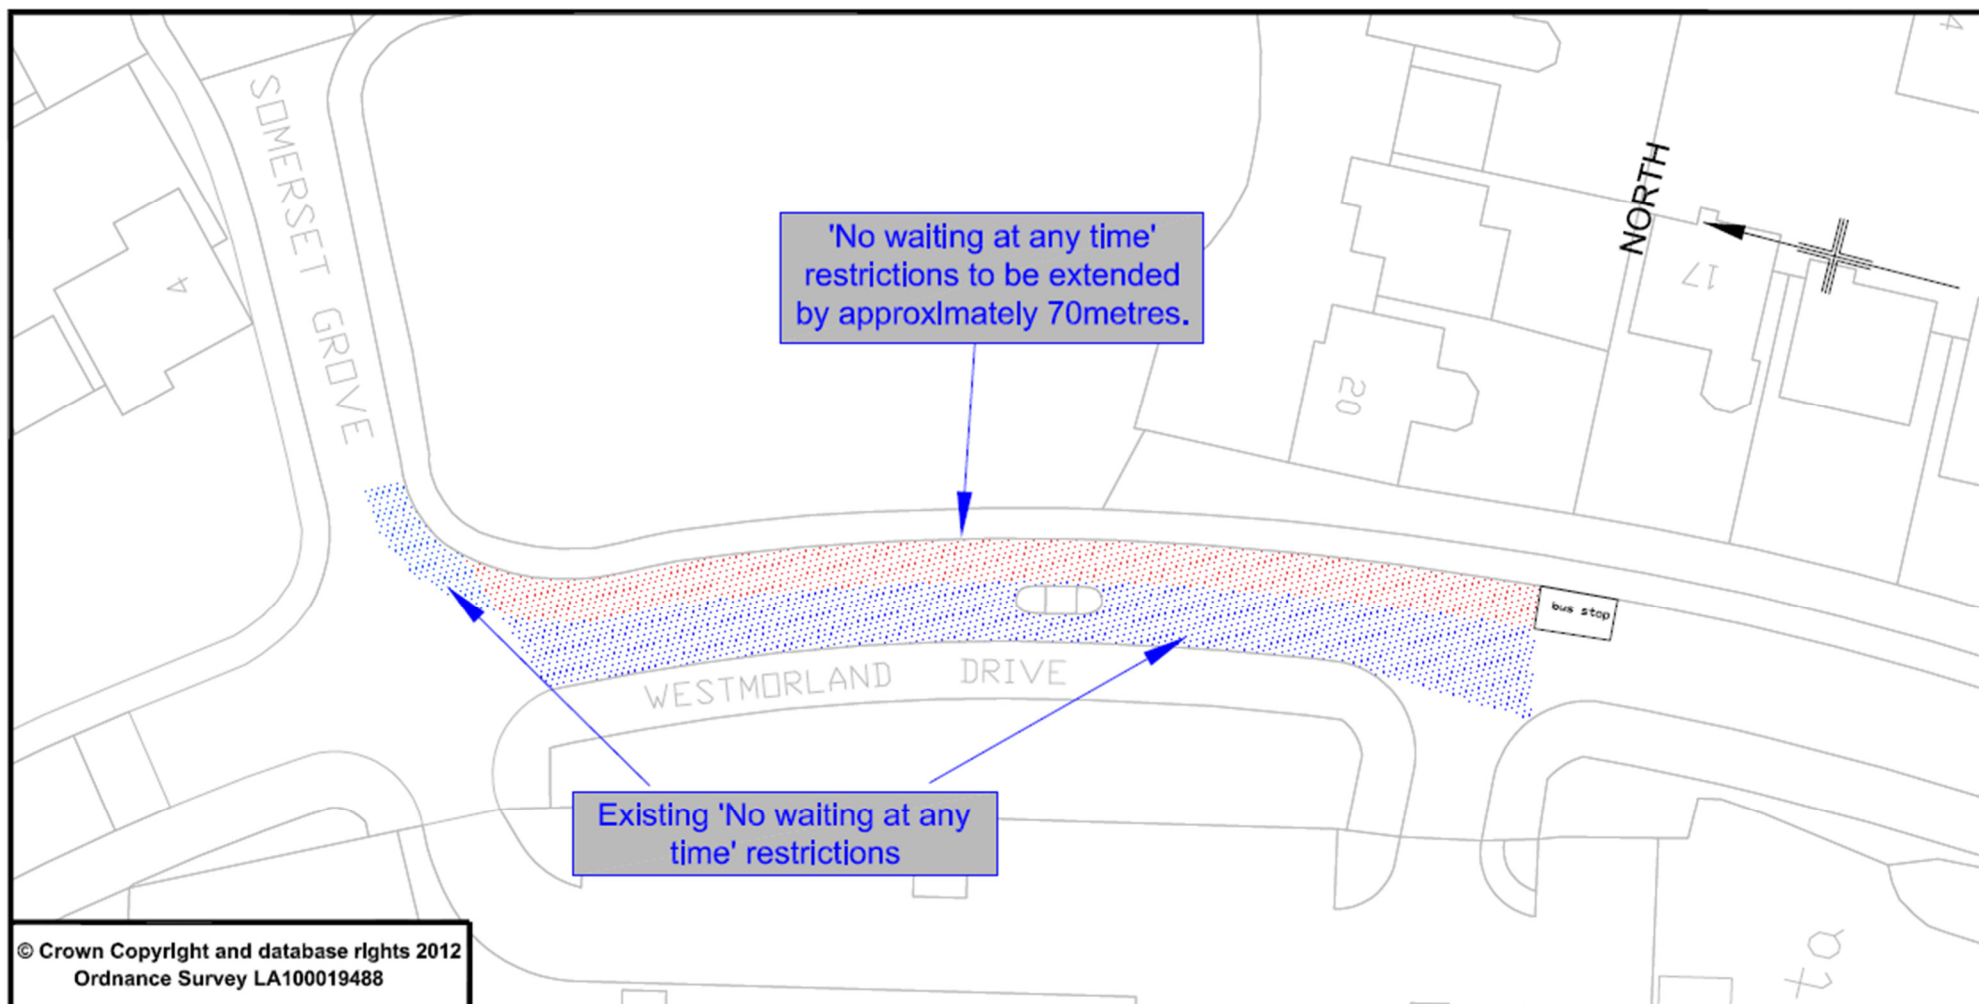 SOMERSET GROVE
4
'No waiting at any time'
restrictions to be extended
by approximately 70metres.
NORTH
17
20
4
bus stop
WESTMORLAND DRIVE
Existing 'No waiting at any
time' restrictions
© Crown Copyright and database rights 2012
Ordnance Survey LA100019488